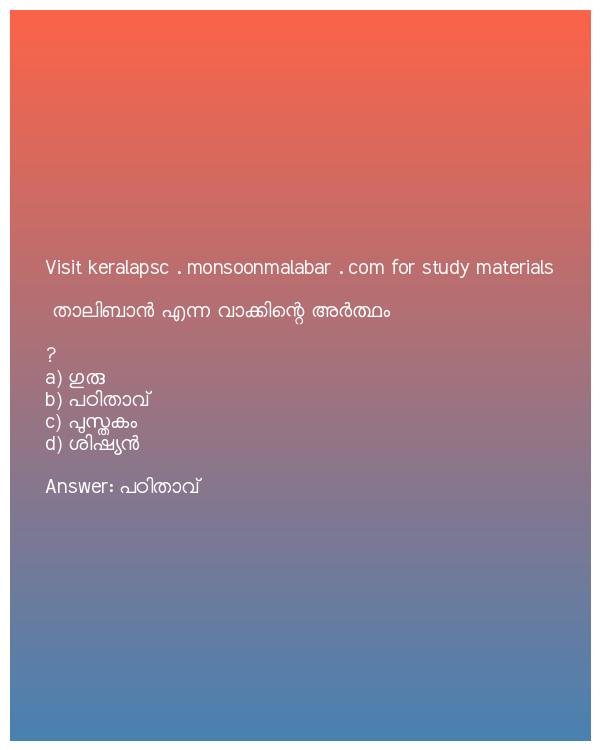 Visit keralapsc . monsoonmalabar . com for study materials
താലിബാൻ എന്ന വാക്കിന്റെ അർത്ഥം
?
a) ഗുരു
b) പഠിതാവ്
c) പുസ്തകം
d) ശിഷ്യൻ
Answer: പഠിതാവ്